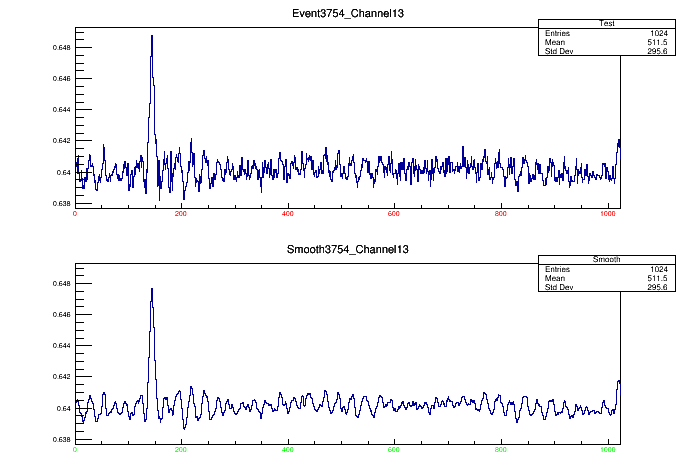 Event3754_Channel13
Test
Entries 1024
Mean 511.5
Std Dev 295.6
0.648
0.646
0.644
0.642
0.64
0.638
0 200 400 600 800 1000
Smooth3754_Channel13
Smooth
Entries 1024
Mean 511.5
Std Dev 295.6
0.648
0.646
0.644
0.642
0.64
0.638
0 200 400 600 800 1000